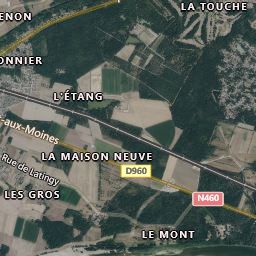 ENON
LA TOUCHE
ONNIER
L'ÉTANG
-aux-Moines
LA MAISON NEUVE
Rue de Latingy
D960
LES GROS
N460
LE MONT